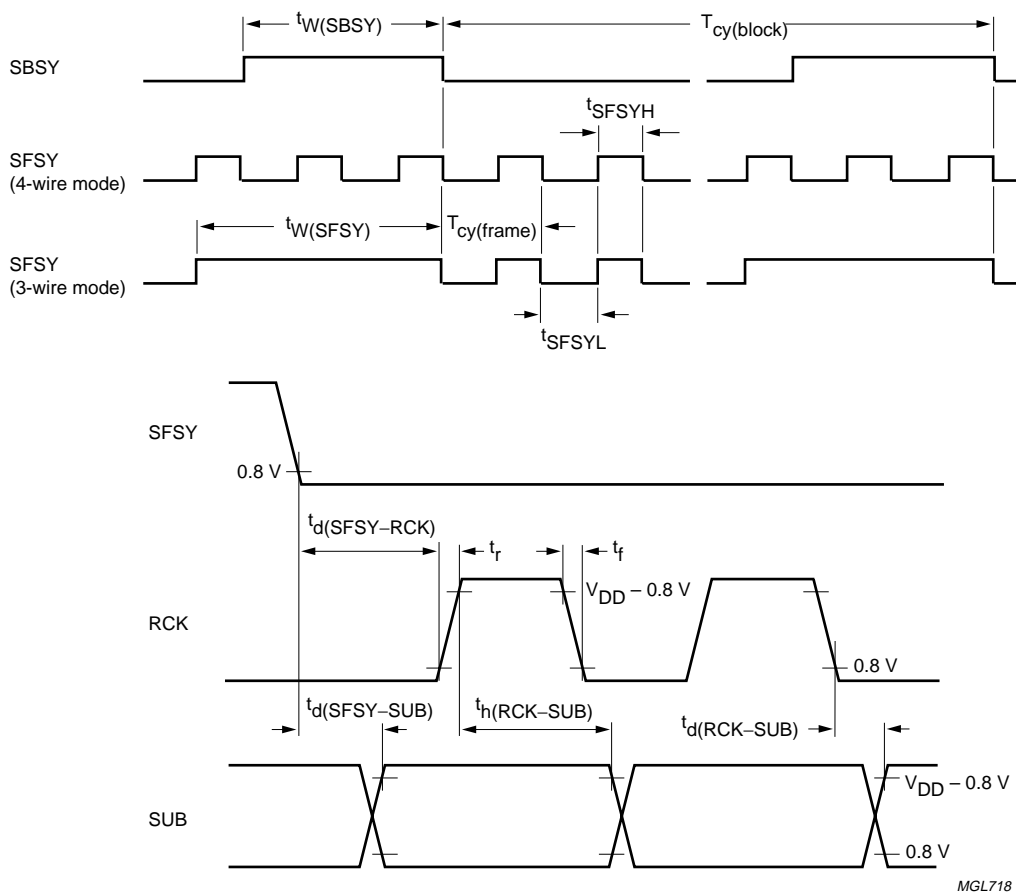 tW(SBSY)
Tcy(block)
SBSY
tSFSYH
SFSY
(4-wire mode)
tW(SFSY)
Tcy(frame)
SFSY
(3-wire mode)
tSFSYL
SFSY
0.8 V
td(SFSY–RCK)
tr
tf
VDD – 0.8 V
RCK
0.8 V
td(SFSY–SUB)
th(RCK–SUB)
td(RCK–SUB)
VDD – 0.8 V
SUB
0.8 V
MGL718